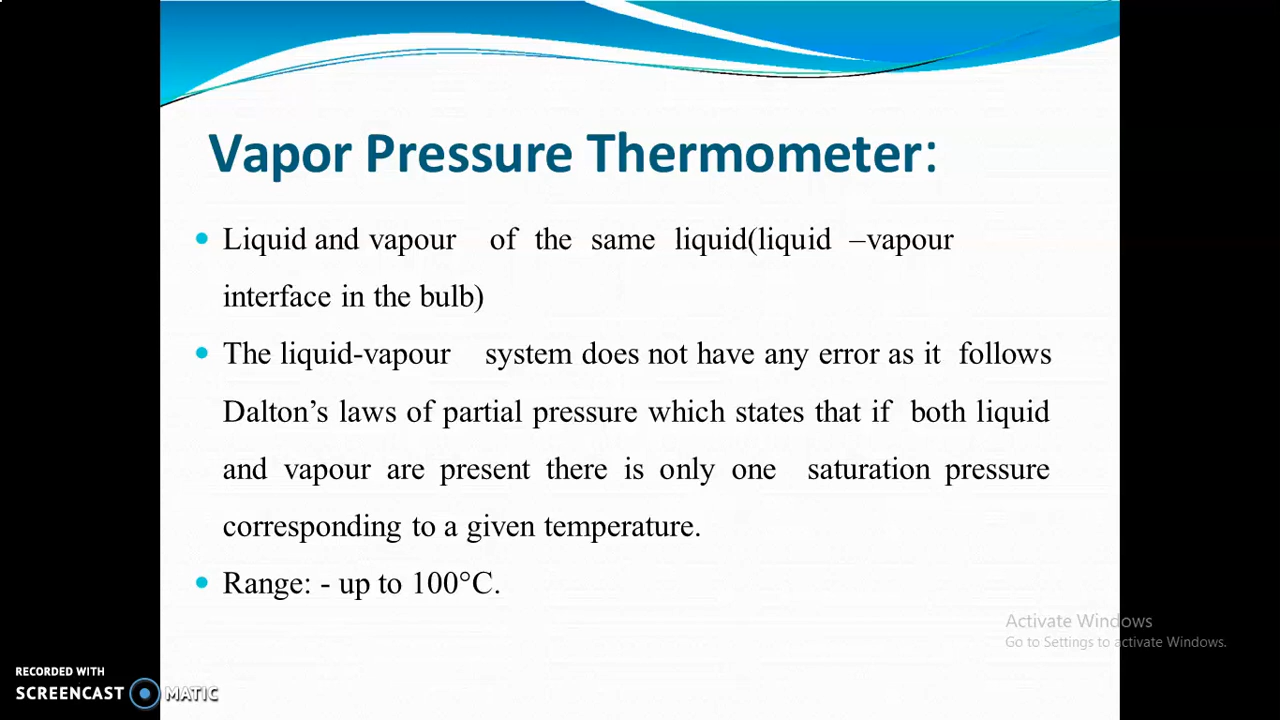 Vapor Pressure Thermometer:
• Liquid and vapour of the same liquid(liquid –vapour
interface in the bulb)
• The liquid-vapour system does not have any error as it follows
Dalton’s laws of partial pressure which states that if both liquid
and vapour are present there is only one saturation pressure
corresponding to a given temperature.
• Range: - up to 100°C.
Activate Windows
Go to Settings to activate Windows.
RECORDED WITH
SCREENCAST MATIC